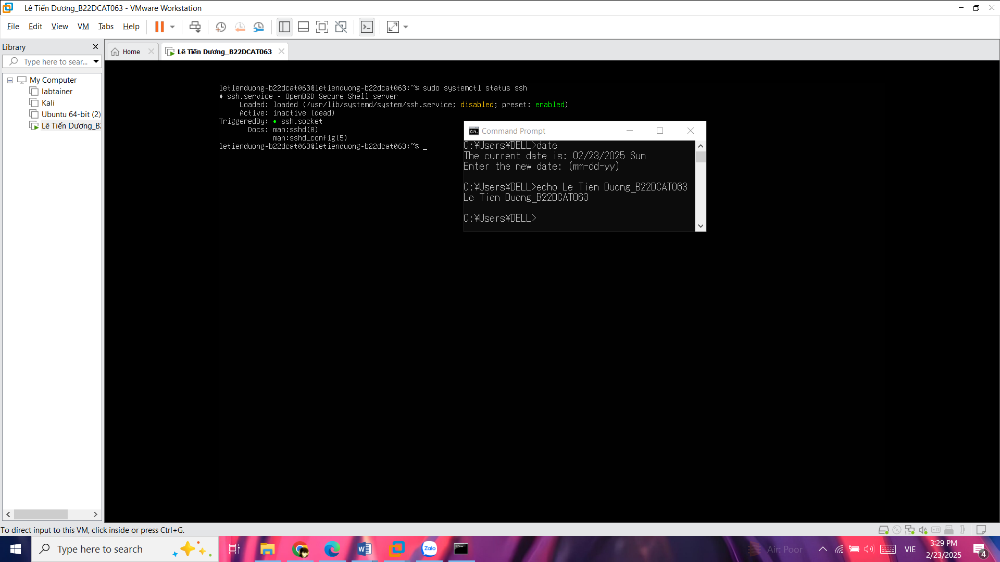 Lê Tiến Dương_B22DCAT063 - VMware Workstation
File Edit View VM Tabs Help
Library
Type here to sear...
My Computer
labtainer
Kali
Ubuntu 64-bit (2)
Lê Tiến Dương_B
Home
Lê Tiến Dương_B22DCAT063
letienduong-b22dcat063@letienduong-b22dcat063:~$ sudo systemctl status ssh
ssh.service - OpenBSD Secure Shell server
Loaded: loaded (/usr/lib/systemd/system/ssh.service; disabled; preset: enabled)
Active: inactive (dead)
TriggeredBy: ● ssh.socket
Docs: man:sshd(8)
man:sshd_config(5)
letienduong-b22dcat063@letienduong-b22dcat063:~$ _
Command Prompt
C:¥Users¥DELL>date
The current date is: 02/23/2025 Sun
Enter the new date: (mm-dd-yy)
C:¥Users¥DELL>echo Le Tien Duong_B22DCAT063
Le Tien Duong_B22DCAT063
C:¥Users¥DELL>
To direct input to this VM, click inside or press Ctrl+G.
Type here to search
Zalo
Air: Poor
VIE
3:29 PM
2/23/2025
4